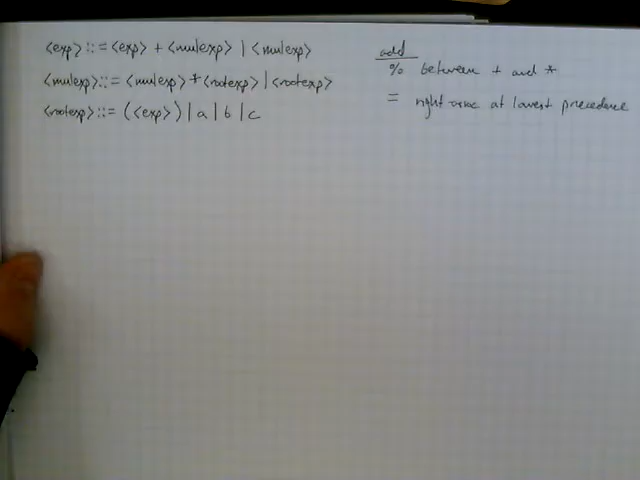 <exp>::= <exp> + <mulexp> | <mulexp>
<mulexp>::= <mulexp> * <rootexp> | <rootexp>
<rootexp>::= (<exp>) | a | b | c
add
% between + and *
= right assoc at lowest precedence